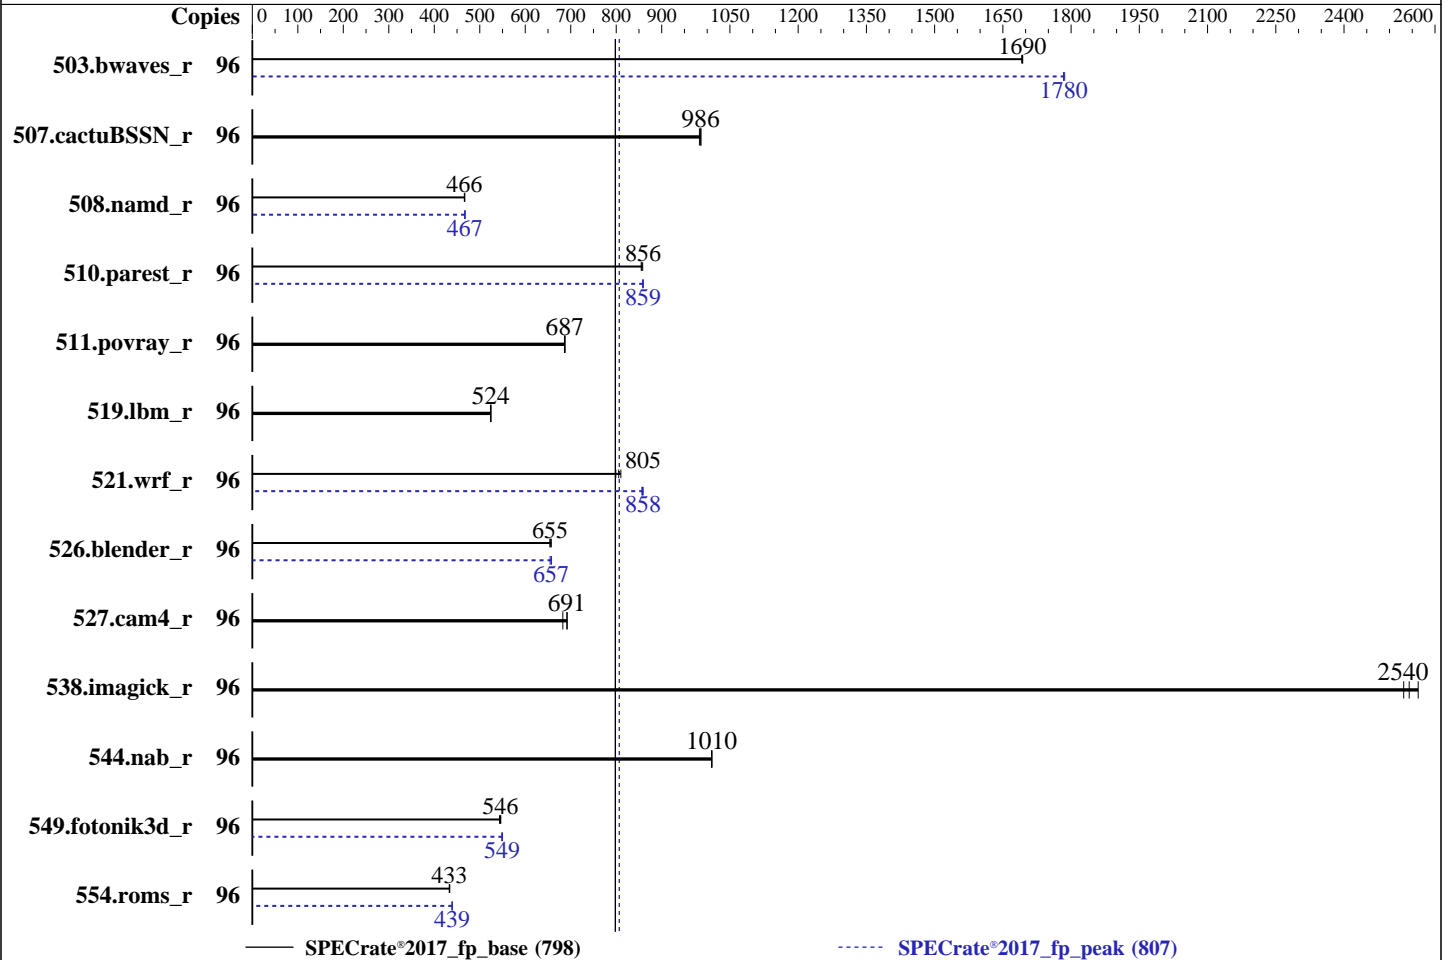 Copies 0 100 200 300 400 500 600 700 800 900 1050 1200 1350 1500 1650 1800 1950 2100 2250 2400 2600
503.bwaves_r 96 1690
1780
507.cactuBSSN_r 96 986
508.namd_r 96 466
467
510.parest_r 96 856
859
511.povray_r 96 687
519.lbm_r 96 524
521.wrf_r 96 805
858
526.blender_r 96 655
657
527.cam4_r 96 691
538.imagick_r 96 2540
544.nab_r 96 1010
549.fotonik3d_r 96 546
549
554.roms_r 96 433
439
SPECrate®2017_fp_base (798) SPECrate®2017_fp_peak (807)